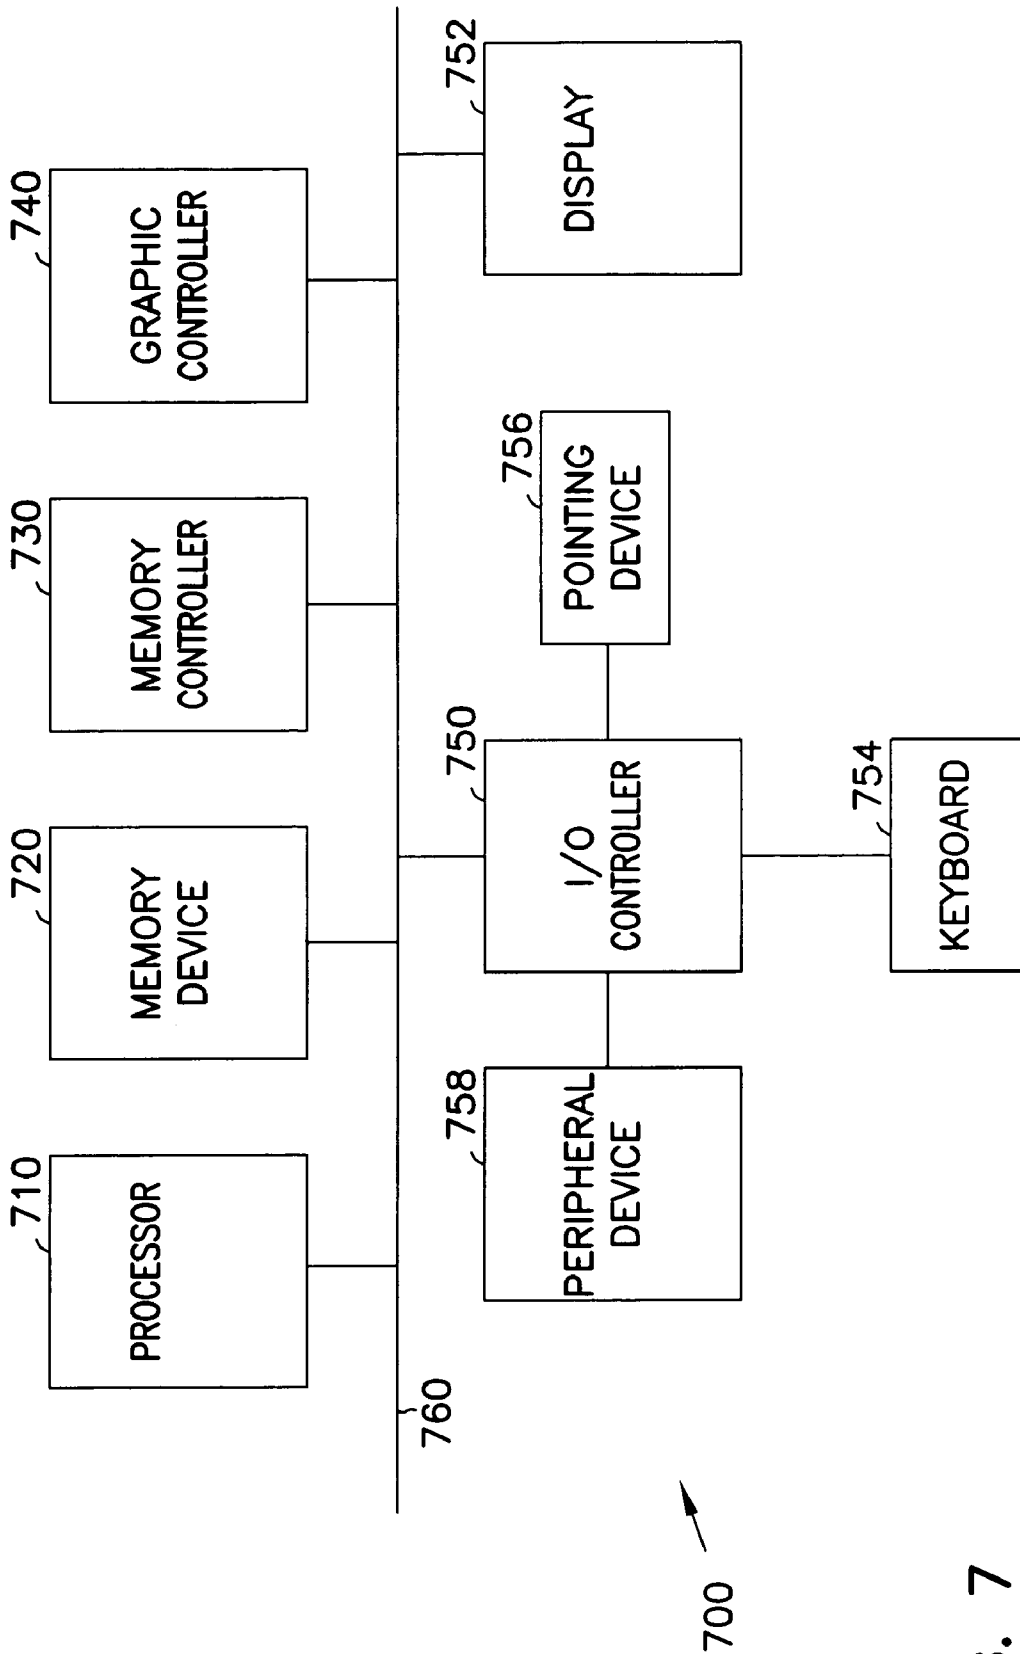 710
PROCESSOR
720
MEMORY
DEVICE
730
MEMORY
CONTROLLER
740
GRAPHIC
CONTROLLER
760
758
PERIPHERAL
DEVICE
750
I/O
CONTROLLER
756
POINTING
DEVICE
752
DISPLAY
754
KEYBOARD
700
. 7